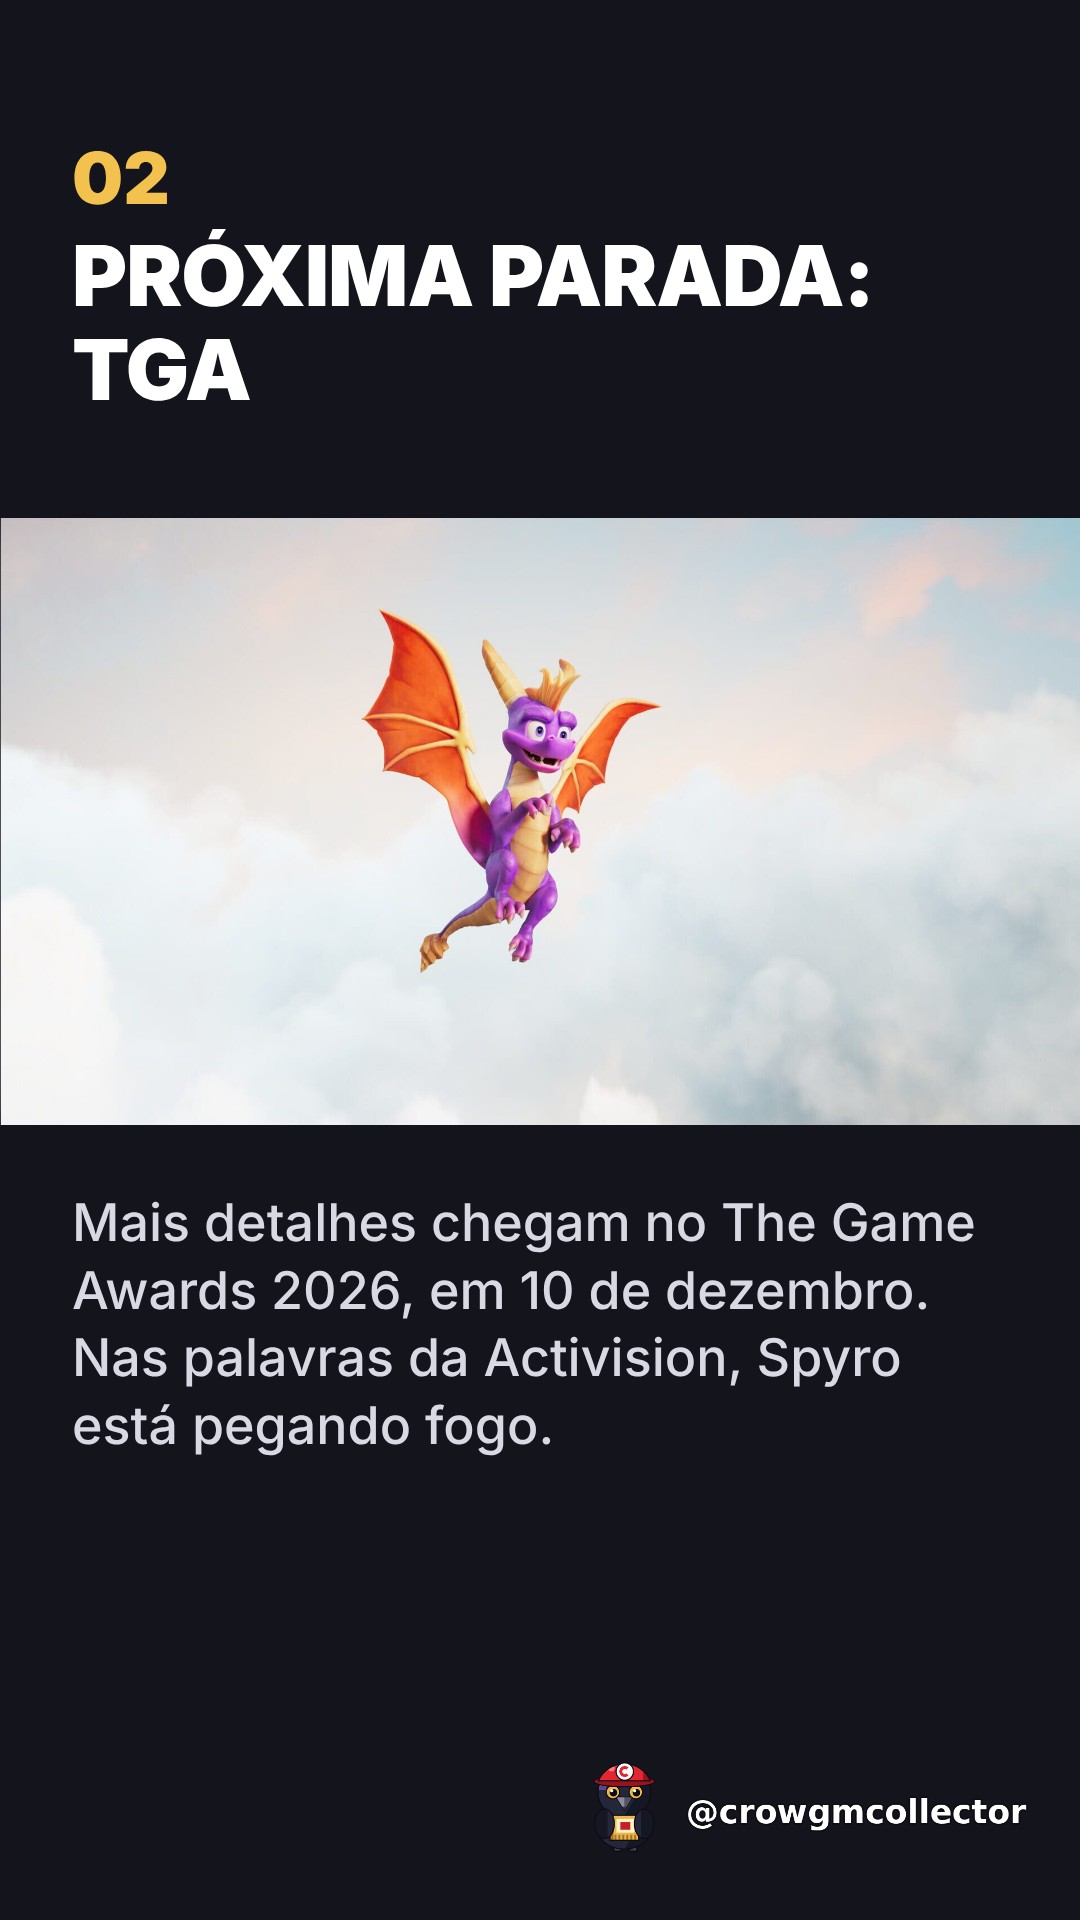 02
PRÓXIMA PARADA:
TGA
Mais detalhes chegam no The Game
Awards 2026, em 10 de dezembro.
Nas palavras da Activision, Spyro
está pegando fogo.
C
@crowgmcollector